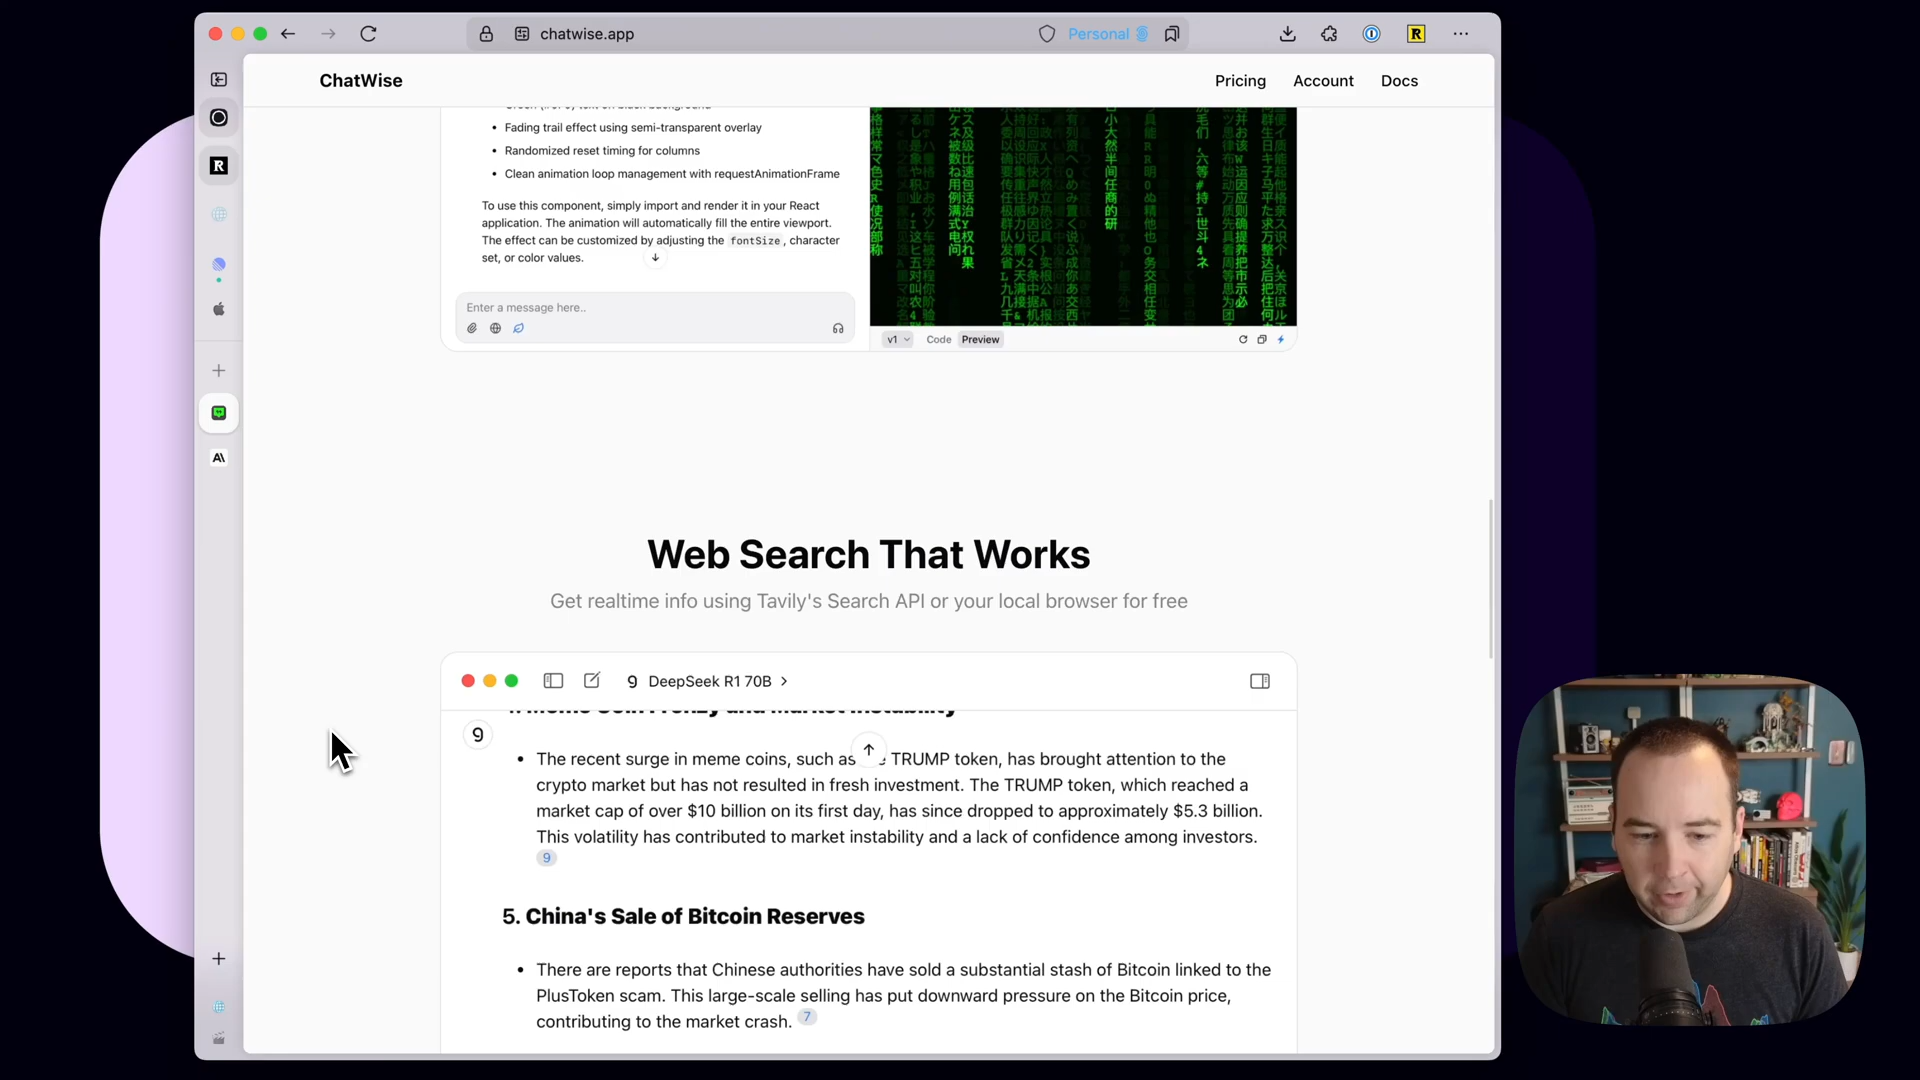 chatwise.app
Personal
ChatWise
Pricing
Account
Docs
Fading trail effect using semi-transparent overlay
Randomized reset timing for columns
Clean animation loop management with requestAnimationFrame
To use this component, simply import and render it in your React
application. The animation will automatically fill the entire viewport.
The effect can be customized by adjusting the fontSize, character
set, or color values.
Enter a message here..
v1
Code
Preview
Web Search That Works
Get realtime info using Tavily's Search API or your local browser for free
DeepSeek R1 70B
The recent surge in meme coins, such as TRUMP token, has brought attention to the
crypto market but has not resulted in fresh investment. The TRUMP token, which reached a
market cap of over $10 billion on its first day, has since dropped to approximately $5.3 billion.
This volatility has contributed to market instability and a lack of confidence among investors.
9
5. China's Sale of Bitcoin Reserves
There are reports that Chinese authorities have sold a substantial stash of Bitcoin linked to the
PlusToken scam. This large-scale selling has put downward pressure on the Bitcoin price,
contributing to the market crash. 7